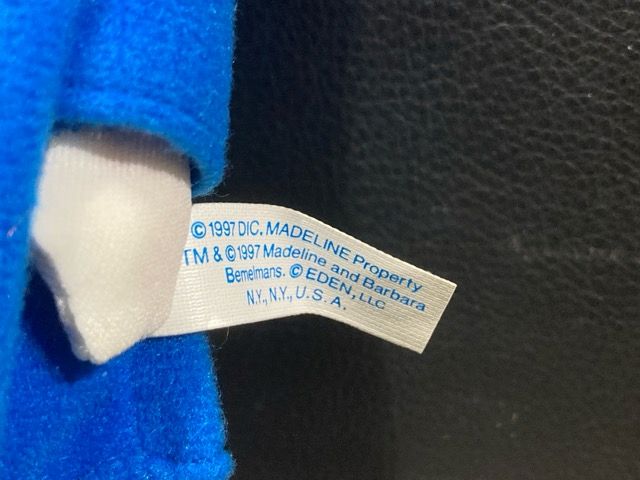 © 1997 DIC. MADELINE Property
TM & © 1997 Madeline and Barbara
Bemelmans. © EDEN, LLC
N.Y., N.Y., U.S.A.